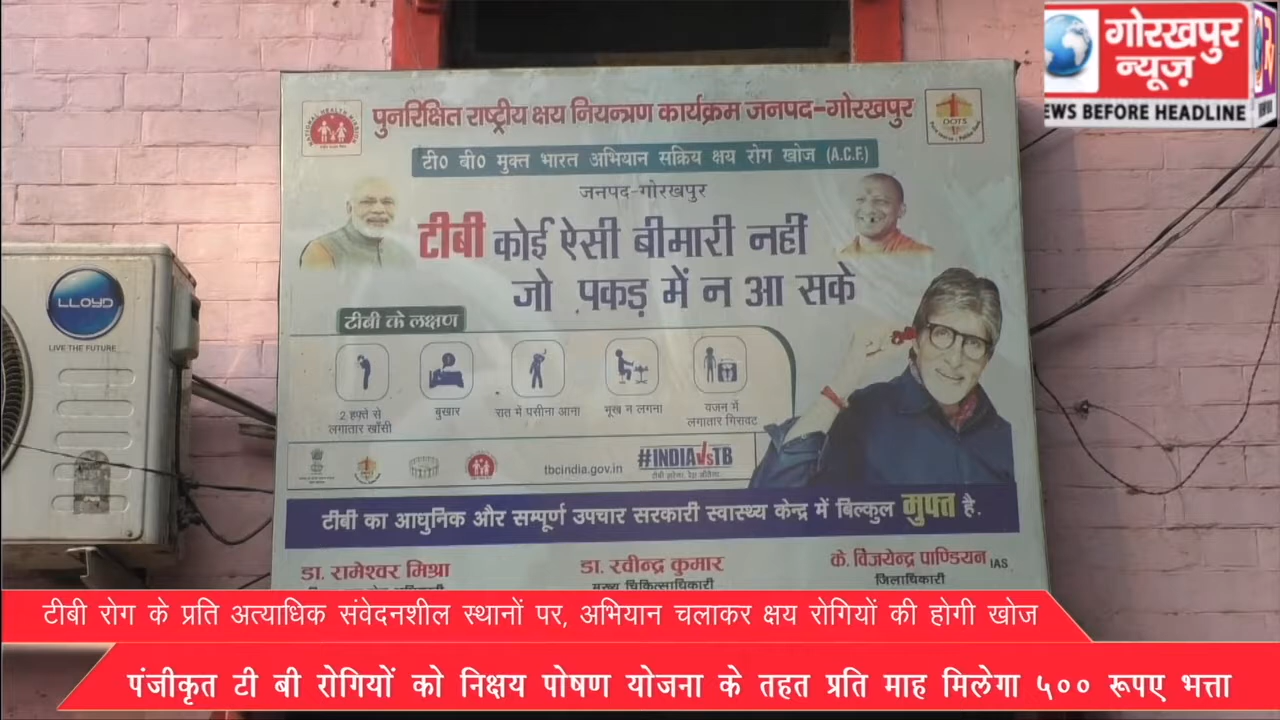 गोरखपुर
न्यूज़
EWS BEFORE HEADLINE
पुनरिक्षित राष्ट्रीय क्षय नियन्त्रण कार्यक्रम जनपद-गोरखपुर
DOTS
टी० बी० मुक्त भारत अभियान सक्रिय क्षय रोग खोज (A.C.F.)
जनपद-गोरखपुर
टीबी कोई ऐसी बीमारी नहीं
जो पकड़ में न आ सके
टीबी के लक्षण
2 हफ्ते से
लगातार खाँसी
बुखार
रात में पसीना आना
भूख न लगना
वजन में
लगातार गिरावट
tbcindia.gov.in
#INDIAvsTB
टीबी हारेगा, देश जीतेगा
टीबी का आधुनिक और सम्पूर्ण उपचार सरकारी स्वास्थ्य केन्द्र में बिल्कुल मुफ्त है.
डा. रामेश्वर मिश्रा
डा. रवीन्द्र कुमार
के. विजयेन्द्र पाण्डियन IAS
मुख्य चिकित्साधिकारी
जिलाधिकारी
LLOYD
LIVE THE FUTURE
टीबी रोग के प्रति अत्याधिक संवेदनशील स्थानों पर, अभियान चलाकर क्षय रोगियों की होगी खोज
पंजीकृत टी बी रोगियों को निक्षय पोषण योजना के तहत प्रति माह मिलेगा ५०० रूपए भत्ता